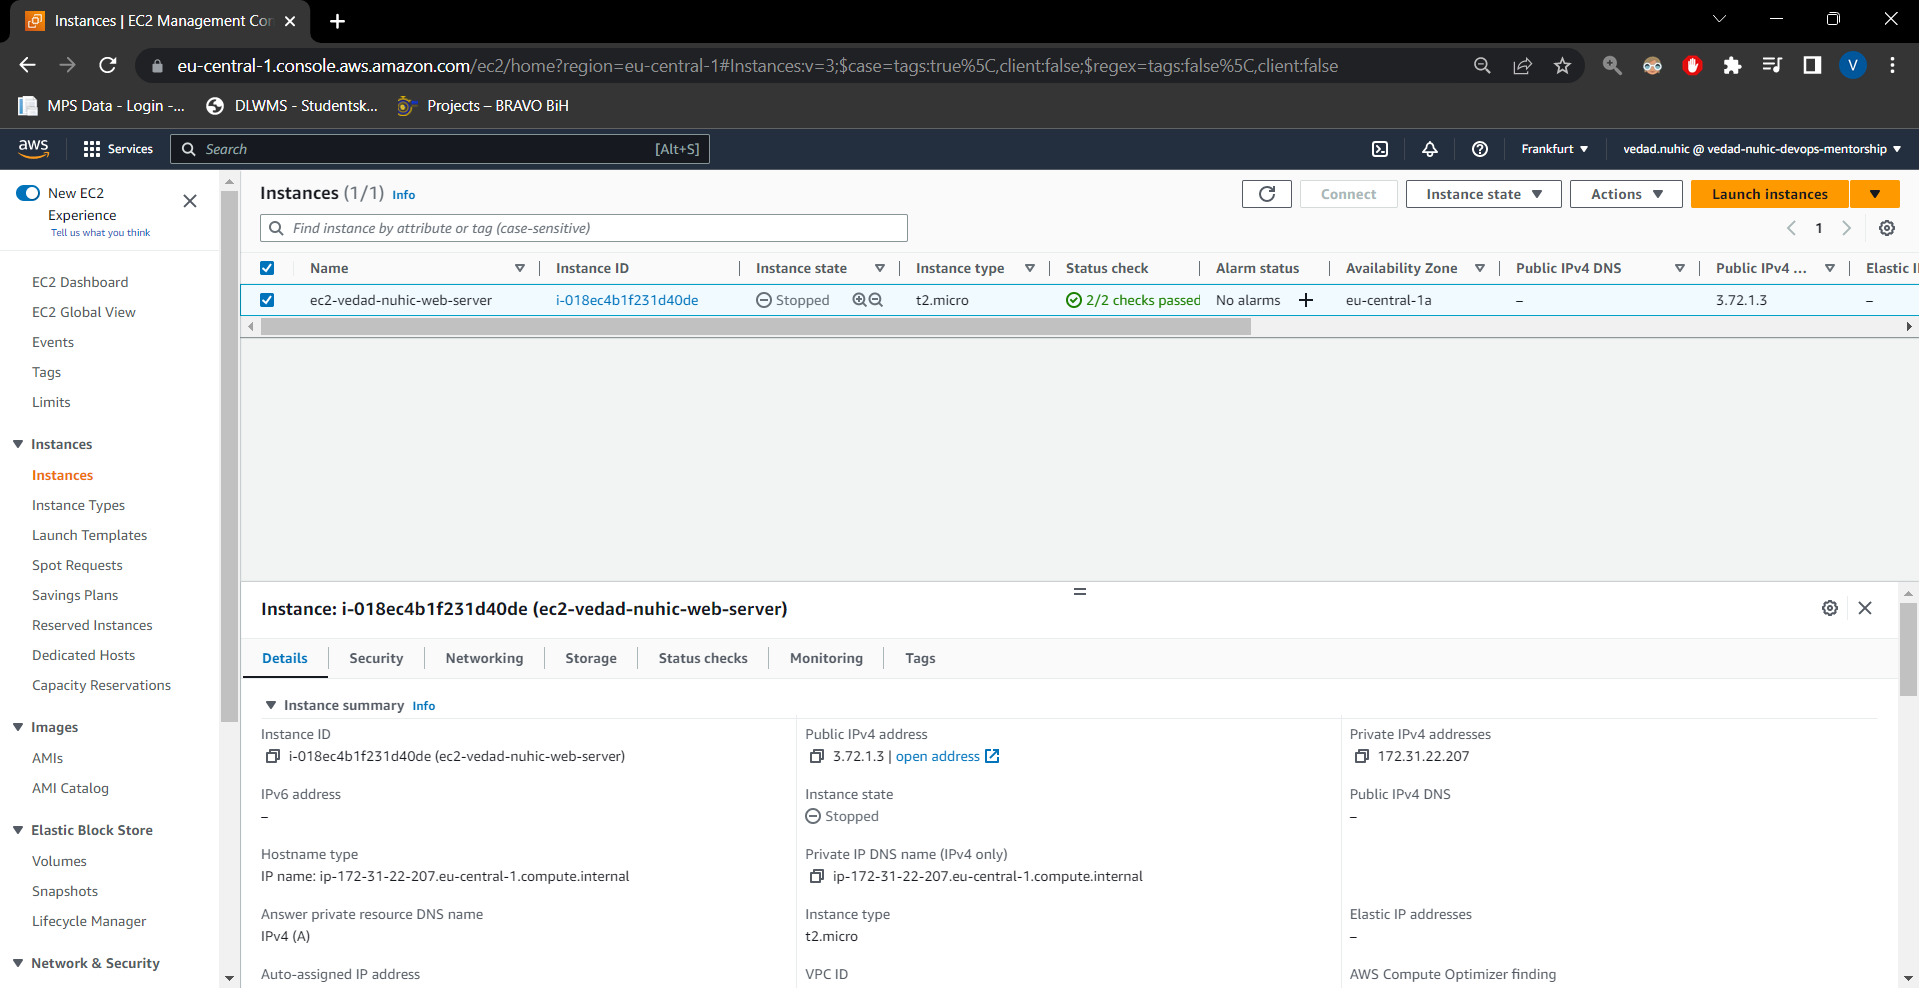 Instances | EC2 Management Con
eu-central-1.console.aws.amazon.com/ec2/home?region=eu-central-1#Instances:v=3;$case=tags:true%5C,client:false;$regex=tags:false%5C,client:false
V
MPS Data - Login -...
DLWMS - Studentsk...
Projects – BRAVO BiH
aws
Services
Search
[Alt+S]
Frankfurt
vedad.nuhic @ vedad-nuhic-devops-mentorship
New EC2
Experience
Tell us what you think
EC2 Dashboard
EC2 Global View
Events
Tags
Limits
Instances
Instances
Instance Types
Launch Templates
Spot Requests
Savings Plans
Reserved Instances
Dedicated Hosts
Capacity Reservations
Images
AMIs
AMI Catalog
Elastic Block Store
Volumes
Snapshots
Lifecycle Manager
Network & Security
Instances (1/1) Info
Connect
Instance state
Actions
Launch instances
Find instance by attribute or tag (case-sensitive)
1
Name Instance ID Instance state Instance type Status check Alarm status Availability Zone Public IPv4 DNS Public IPv4 ... Elastic I
ec2-vedad-nuhic-web-server i-018ec4b1f231d40de Stopped t2.micro 2/2 checks passed No alarms eu-central-1a – 3.72.1.3 –
Instance: i-018ec4b1f231d40de (ec2-vedad-nuhic-web-server)
Details Security Networking Storage Status checks Monitoring Tags
Instance summary Info
Instance ID
i-018ec4b1f231d40de (ec2-vedad-nuhic-web-server)
Public IPv4 address
3.72.1.3 | open address
Private IPv4 addresses
172.31.22.207
IPv6 address
–
Instance state
Stopped
Public IPv4 DNS
–
Hostname type
IP name: ip-172-31-22-207.eu-central-1.compute.internal
Private IP DNS name (IPv4 only)
ip-172-31-22-207.eu-central-1.compute.internal
Answer private resource DNS name
IPv4 (A)
Instance type
t2.micro
Elastic IP addresses
–
Auto-assigned IP address
VPC ID
AWS Compute Optimizer finding